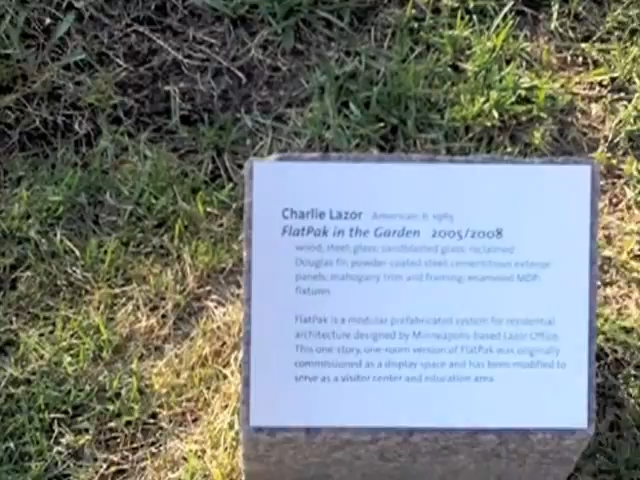 Charlie Lazor American, b.
FlatPak in the Garden 2005/2008
wood; steel; glass; sandblasted glass; reclaimed
Douglas fir; powder-coated steel; cementitious exterior
panels; mahogany trim and framing; enameled MDF;
fixtures
FlatPak is a modular prefabricated system for residential
architecture designed by Minneapolis-based Lazor Office.
This one-story, one-room version of FlatPak was originally
commissioned as a display space and has been modified to
serve as a visitor center and education area.